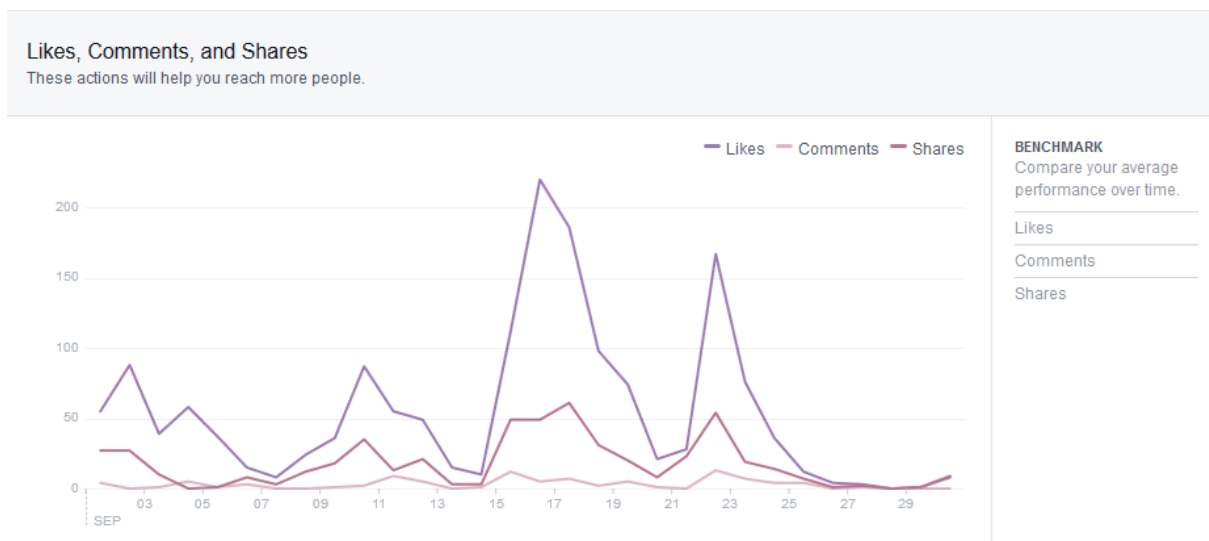 Likes, Comments, and Shares
These actions will help you reach more people.
Likes Comments Shares
200
150
100
50
0
03 05 07 09 11 13 15 17 19 21 23 25 27 29
SEP
BENCHMARK
Compare your average
performance over time.
Likes
Comments
Shares